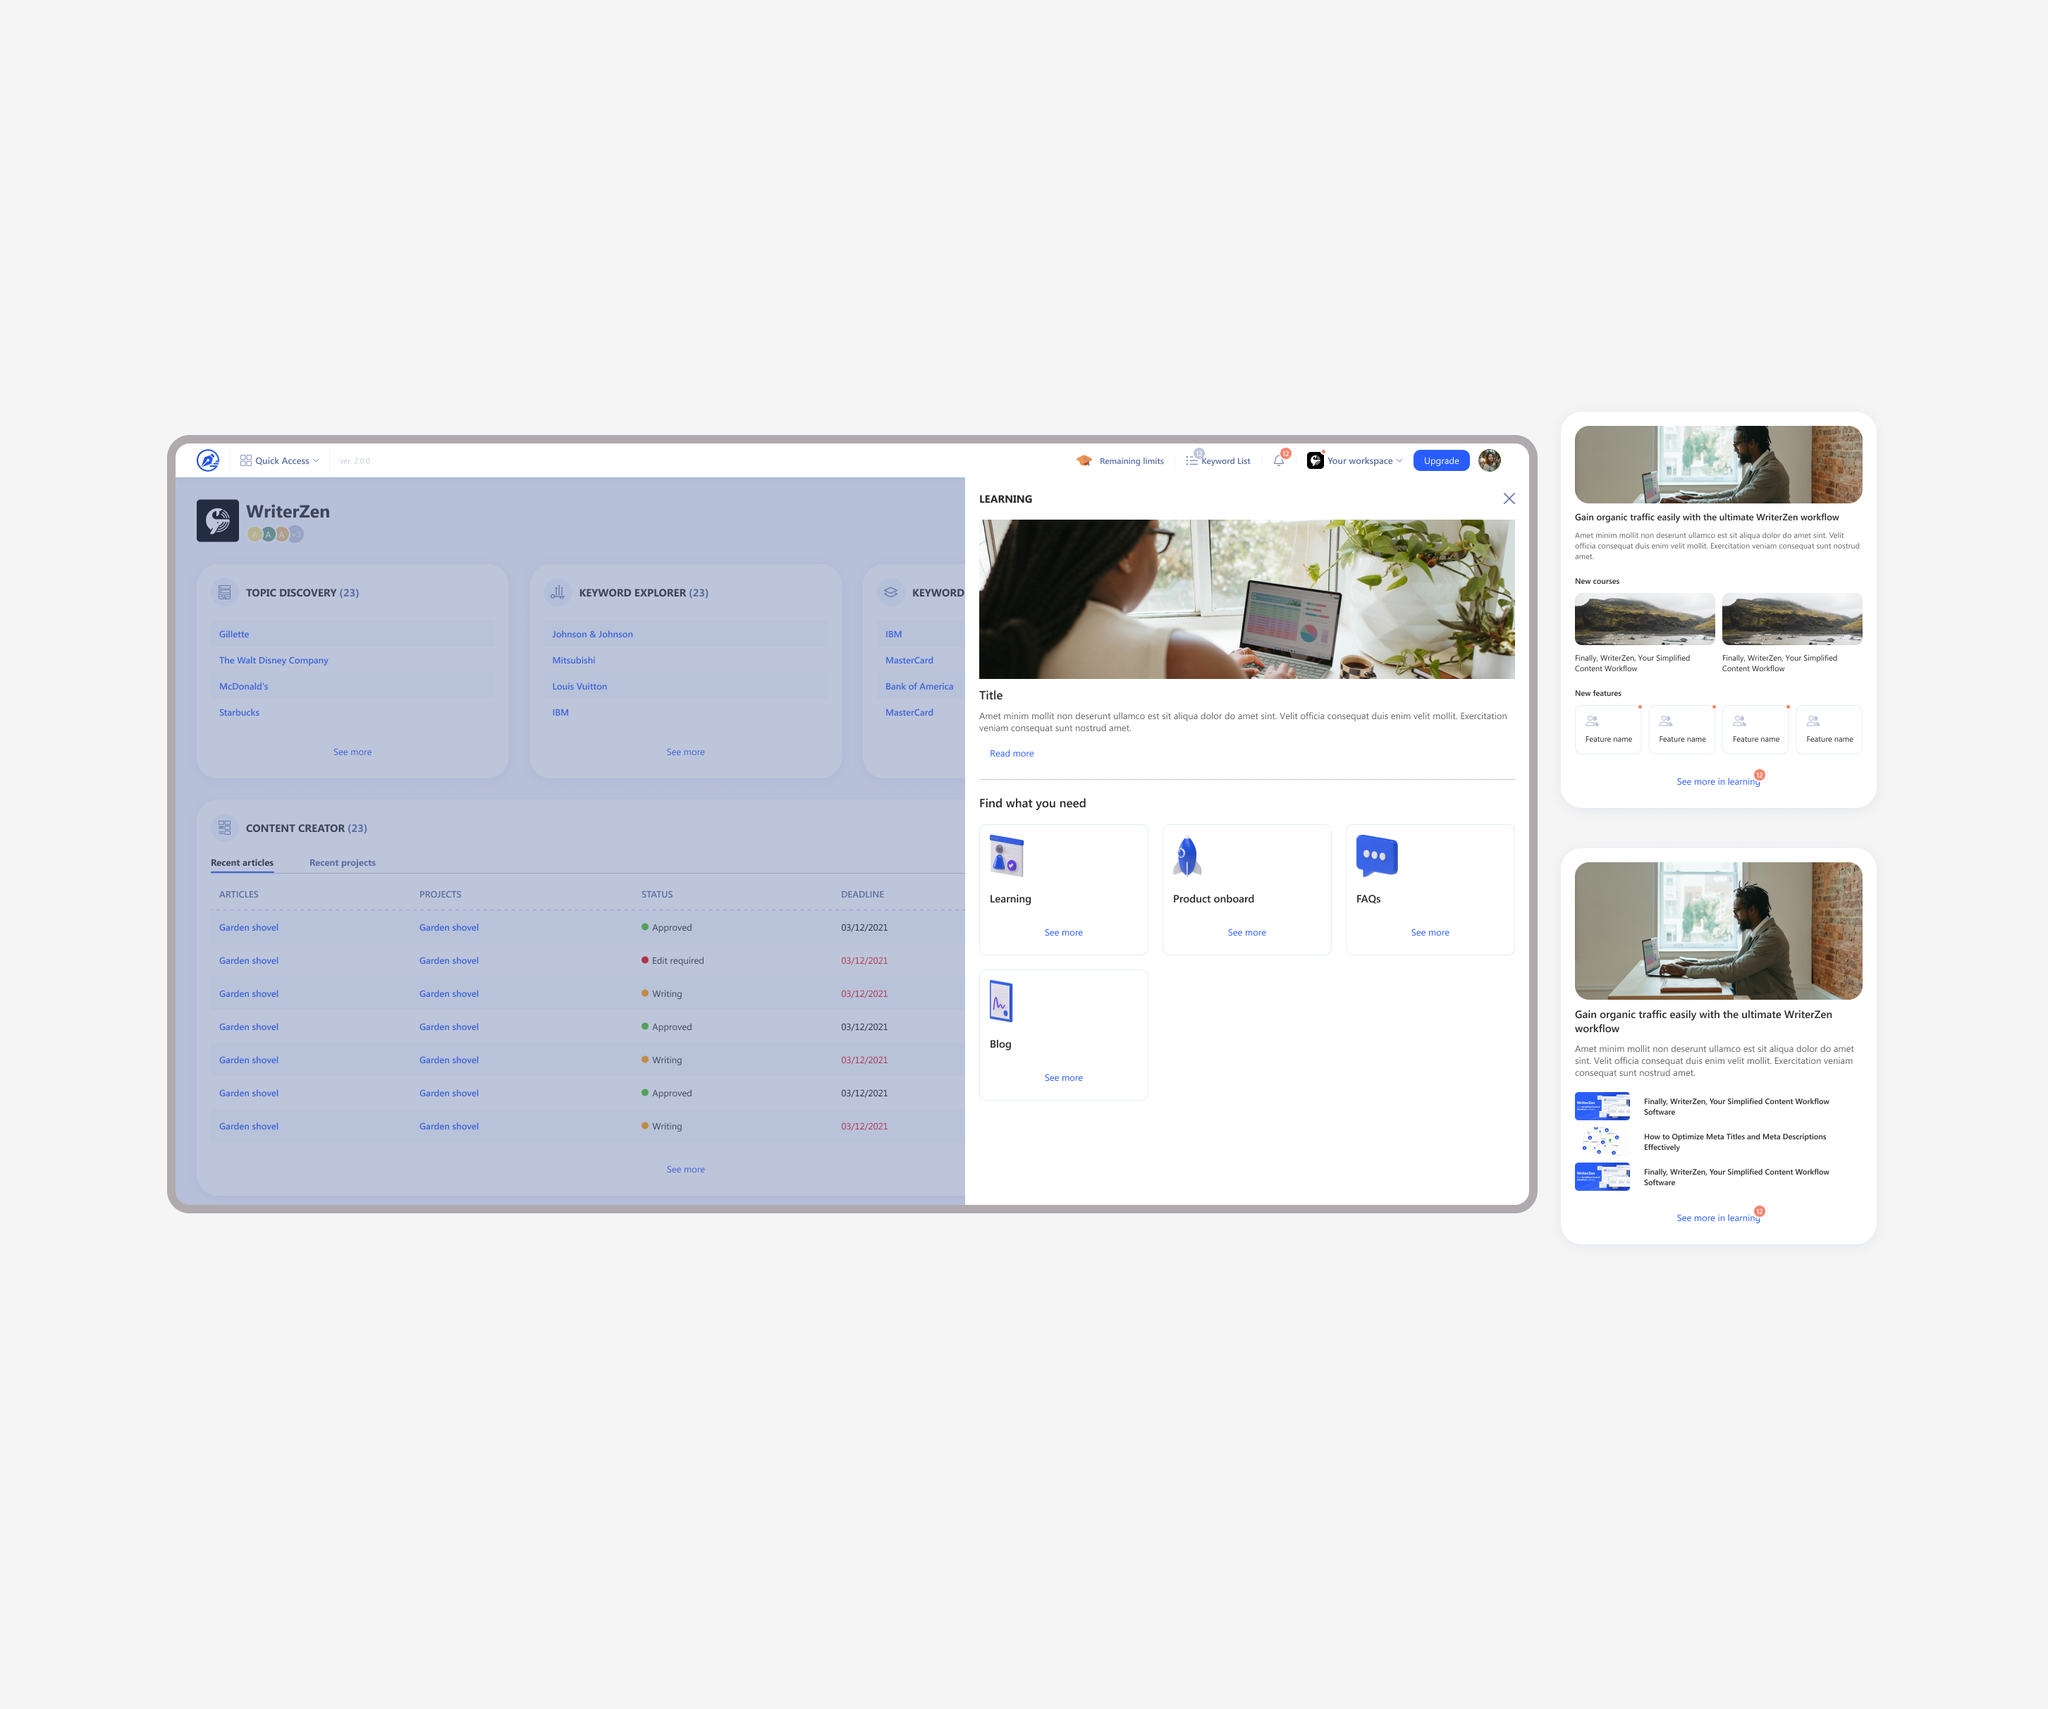 Quick Access
ver. 2.0.0
Remaining limits
12
Keyword List
12
Your workspace
Upgrade
WriterZen
A A A +3
TOPIC DISCOVERY (23)
Gillette
The Walt Disney Company
McDonald's
Starbucks
See more
KEYWORD EXPLORER (23)
Johnson & Johnson
Mitsubishi
Louis Vuitton
IBM
See more
KEYWORD
IBM
MasterCard
Bank of America
MasterCard
CONTENT CREATOR (23)
Recent articles Recent projects
ARTICLES PROJECTS STATUS DEADLINE
Garden shovel Garden shovel Approved 03/12/2021
Garden shovel Garden shovel Edit required 03/12/2021
Garden shovel Garden shovel Writing 03/12/2021
Garden shovel Garden shovel Approved 03/12/2021
Garden shovel Garden shovel Writing 03/12/2021
Garden shovel Garden shovel Approved 03/12/2021
Garden shovel Garden shovel Writing 03/12/2021
See more
LEARNING
Title
Amet minim mollit non deserunt ullamco est sit aliqua dolor do amet sint. Velit officia consequat duis enim velit mollit. Exercitation
veniam consequat sunt nostrud amet.
Read more
Find what you need
Learning
See more
Product onboard
See more
FAQs
See more
Blog
See more
Gain organic traffic easily with the ultimate WriterZen workflow
Amet minim mollit non deserunt ullamco est sit aliqua dolor do amet sint. Velit
officia consequat duis enim velit mollit. Exercitation veniam consequat sunt nostrud
amet.
New courses
Finally, WriterZen, Your Simplified
Content Workflow
Finally, WriterZen, Your Simplified
Content Workflow
New features
Feature name
Feature name
Feature name
Feature name
See more in learning
12
Gain organic traffic easily with the ultimate WriterZen
workflow
Amet minim mollit non deserunt ullamco est sit aliqua dolor do amet
sint. Velit officia consequat duis enim velit mollit. Exercitation veniam
consequat sunt nostrud amet.
WriterZen
Finally, WriterZen, Your Simplified Content Workflow
Software
How to Optimize Meta Titles and Meta Descriptions
Effectively
WriterZen
Finally, WriterZen, Your Simplified Content Workflow
Software
See more in learning
12